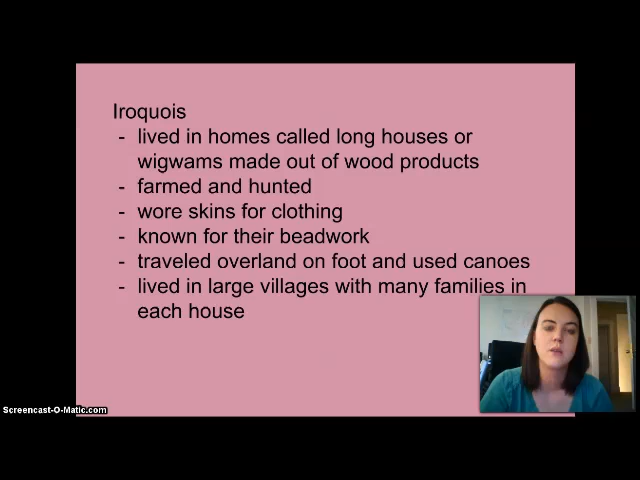 Iroquois
- lived in homes called long houses or
wigwams made out of wood products
- farmed and hunted
- wore skins for clothing
- known for their beadwork
- traveled overland on foot and used canoes
- lived in large villages with many families in
each house
Screencast-O-Matic.com